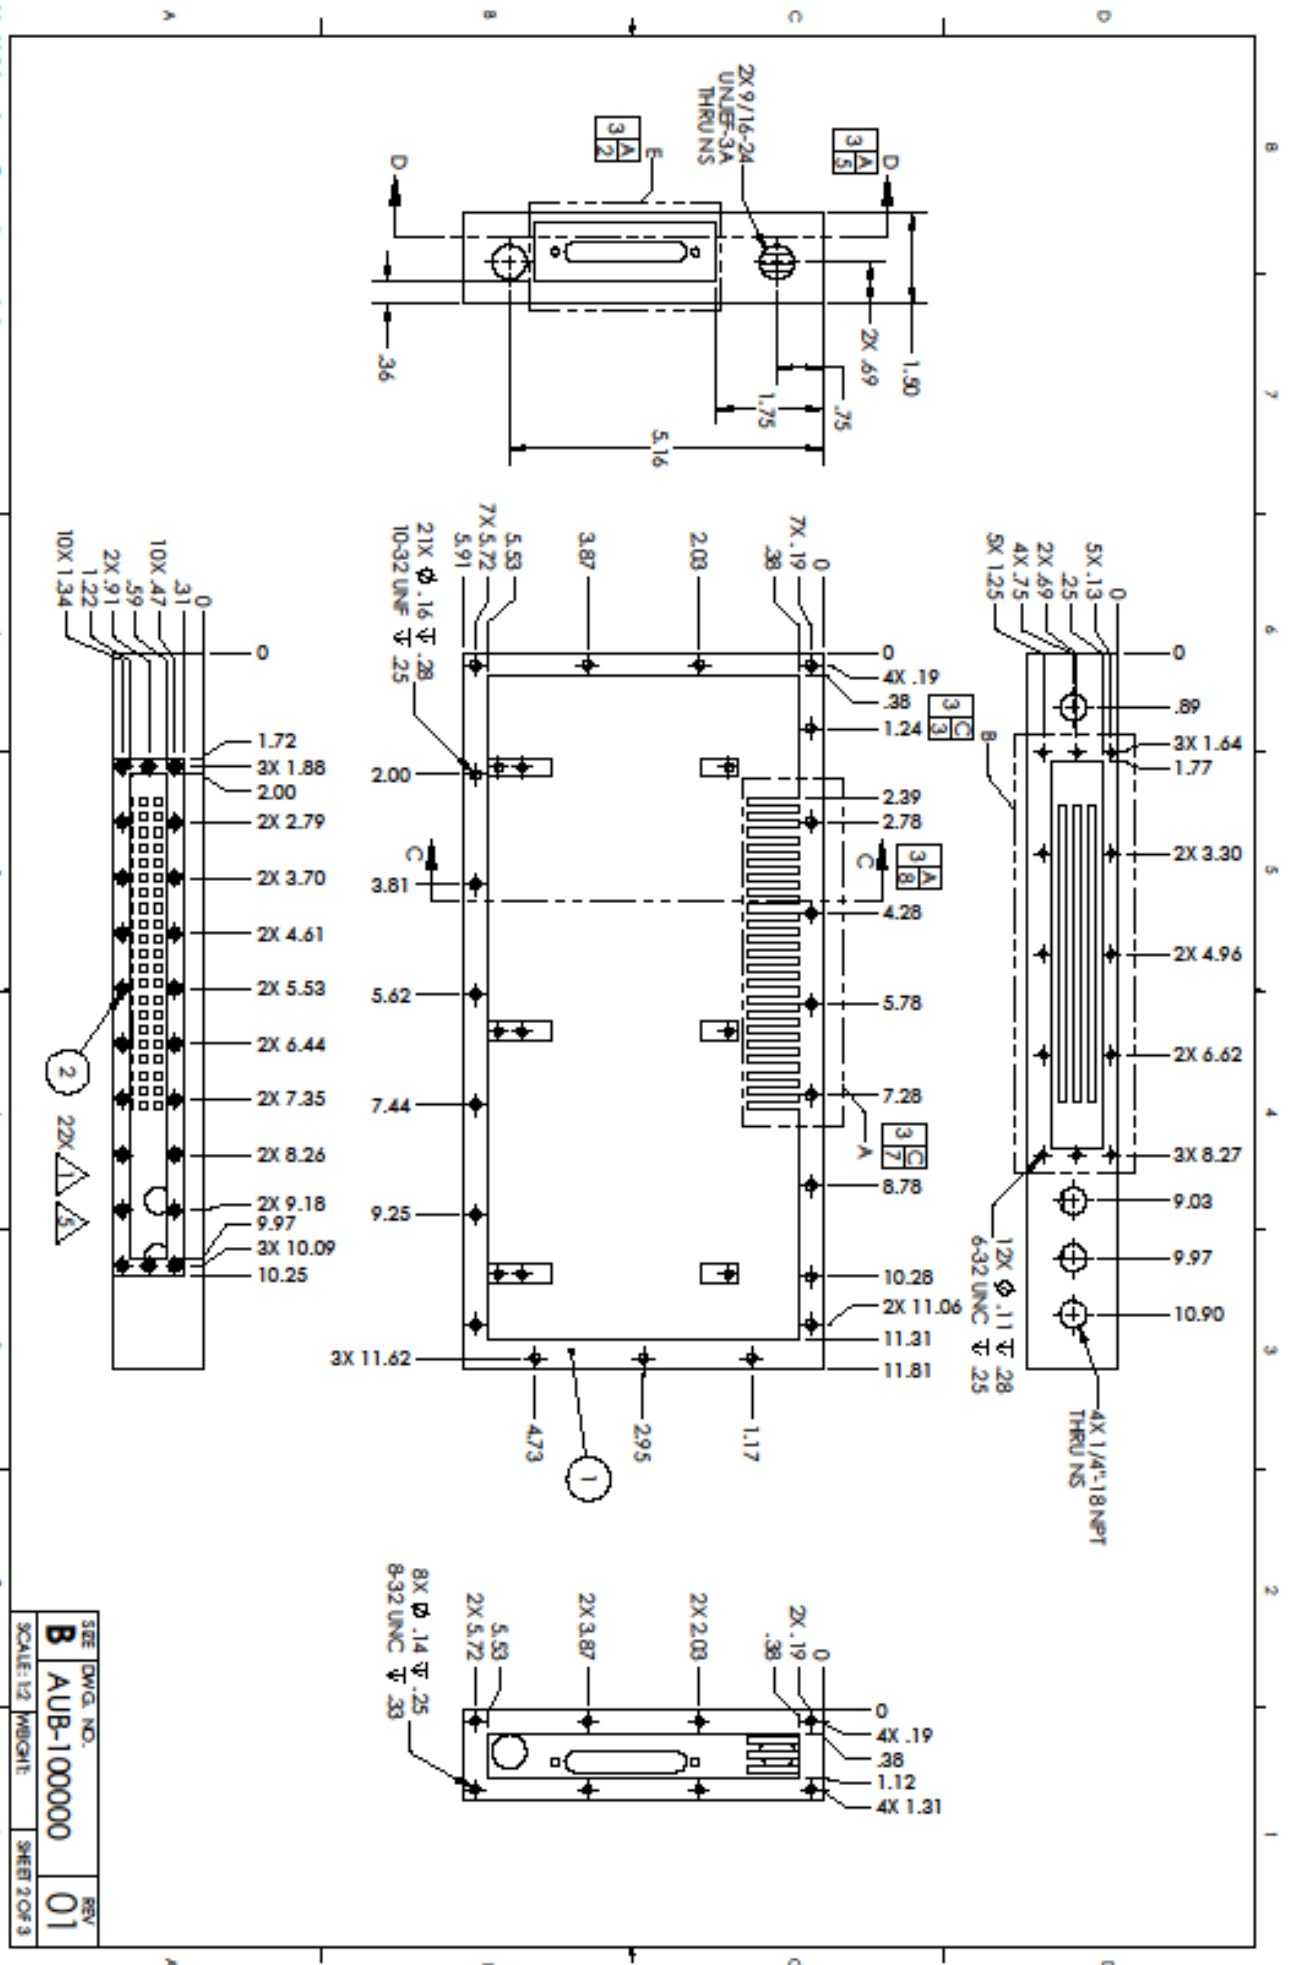 8
7
6
5
4
3
2
1
D
C
B
A
0
5X .13
.25
2X .69
4X .75
5X 1.25
0
.89
3X 1.64
1.77
2X 3.30
2X 4.96
2X 6.62
3X 8.27
9.03
9.97
10.90
B
3 C
3
12X Ø .11 ↧ .28
6-32 UNC ↧ .25
4X 1/4"-18 NPT
THRU NS
D
3 A
5
D
2X 9/16-24
UNJEF-3A
THRU NS
E
3 A
2
1.50
2X .69
.75
1.75
5.16
.36
0
7X .19
.38
2.03
3.87
5.53
7X 5.72
5.91
21X Ø .16 ↧ .28
10-32 UNF ↧ .25
0
4X .19
.38
1.24
2.39
2.78
4.28
5.78
7.28
8.78
10.28
2X 11.06
11.31
11.81
C
3 A
8
C
A
3 C
7
2.00
3.81
5.62
7.44
9.25
3X 11.62
1.17
2.95
4.73
1
0
2X .19
.38
2X 2.03
2X 3.87
5.53
2X 5.72
8X Ø .14 ↧ .25
8-32 UNC ↧ .33
0
4X .19
.38
1.12
4X 1.31
0
.31
10X .47
.59
2X .91
1.22
10X 1.34
0
1.72
3X 1.88
2.00
2X 2.79
2X 3.70
2X 4.61
2X 5.53
2X 6.44
2X 7.35
2X 8.26
2X 9.18
9.97
3X 10.09
10.25
2
22X 1 5
SIZE DWG. NO. REV
B AUB-100000 01
SCALE: 1:2 WEIGHT: SHEET 2 OF 3